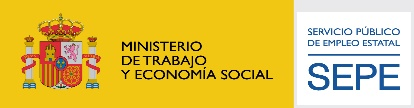 MINISTERIO
DE TRABAJO
Y ECONOMÍA SOCIAL
SERVICIO PÚBLICO
DE EMPLEO ESTATAL
SEPE